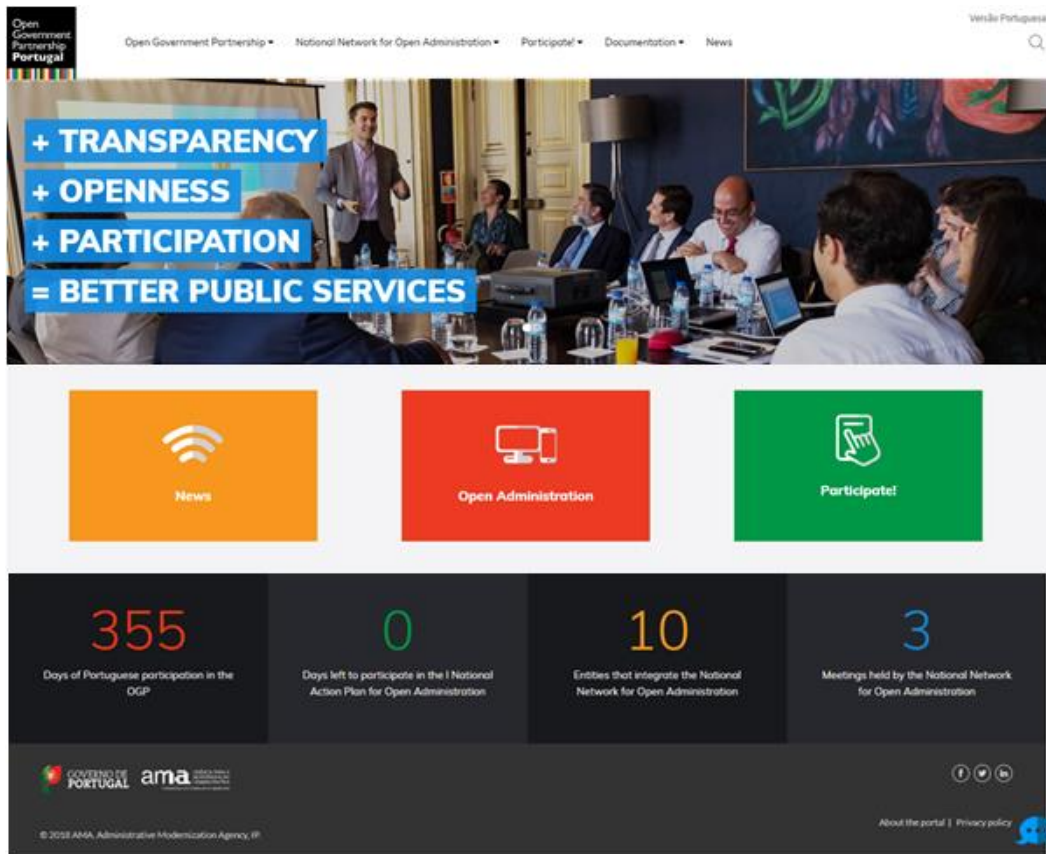 Open
Government
Partnership
Portugal
Versão Portuguesa
Open Government Partnership
National Network for Open Administration
Participate!
Documentation
News
+ TRANSPARENCY
+ OPENNESS
+ PARTICIPATION
= BETTER PUBLIC SERVICES
News
Open Administration
Participate!
355
Days of Portuguese participation in the
OGP
0
Days left to participate in the I National
Action Plan for Open Administration
10
Entities that integrate the National
Network for Open Administration
3
Meetings held by the National Network
for Open Administration
GOVERNO DE
PORTUGAL
ama
© 2018 AMA, Administrative Modernization Agency, IP.
About the portal | Privacy policy